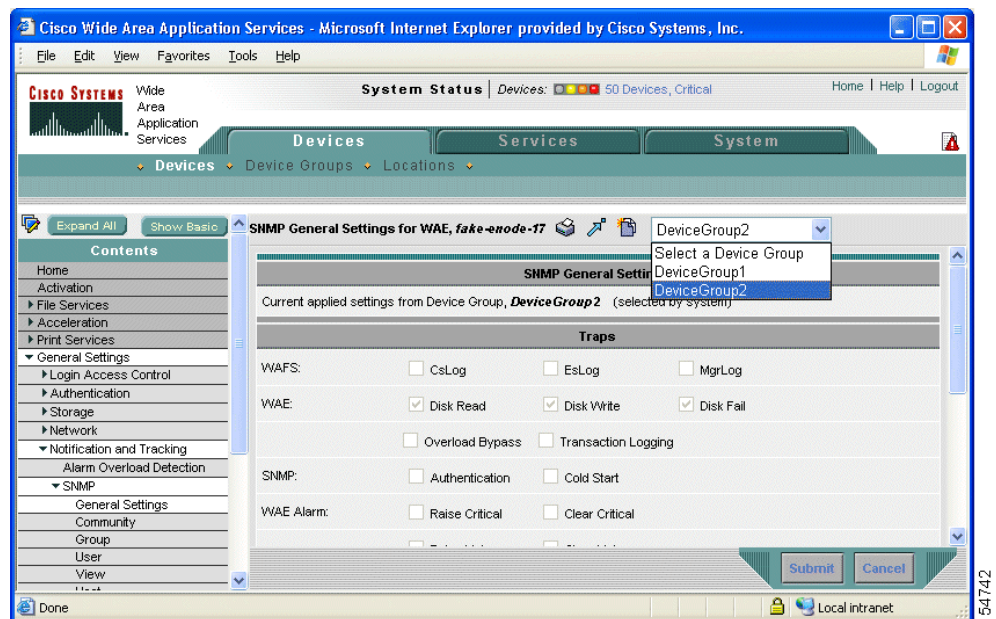 Cisco Wide Area Application Services - Microsoft Internet Explorer provided by Cisco Systems, Inc.
File Edit View Favorites Tools Help
CISCO SYSTEMS
Wide
Area
Application
Services
System Status | Devices: 50 Devices, Critical
Home | Help | Logout
Devices Services System
Devices Device Groups Locations
Expand All Show Basic
SNMP General Settings for WAE, fake-enode-17
DeviceGroup2
Select a Device Group
DeviceGroup1
DeviceGroup2
Contents
Home
Activation
File Services
Acceleration
Print Services
General Settings
Login Access Control
Authentication
Storage
Network
Notification and Tracking
Alarm Overload Detection
SNMP
General Settings
Community
Group
User
View
SNMP General Settin
Current applied settings from Device Group, DeviceGroup2 (selected by system)
Traps
WAFS: CsLog EsLog MgrLog
WAE: Disk Read Disk Write Disk Fail
Overload Bypass Transaction Logging
SNMP: Authentication Cold Start
WAE Alarm: Raise Critical Clear Critical
Submit Cancel
Done
Local intranet
54742